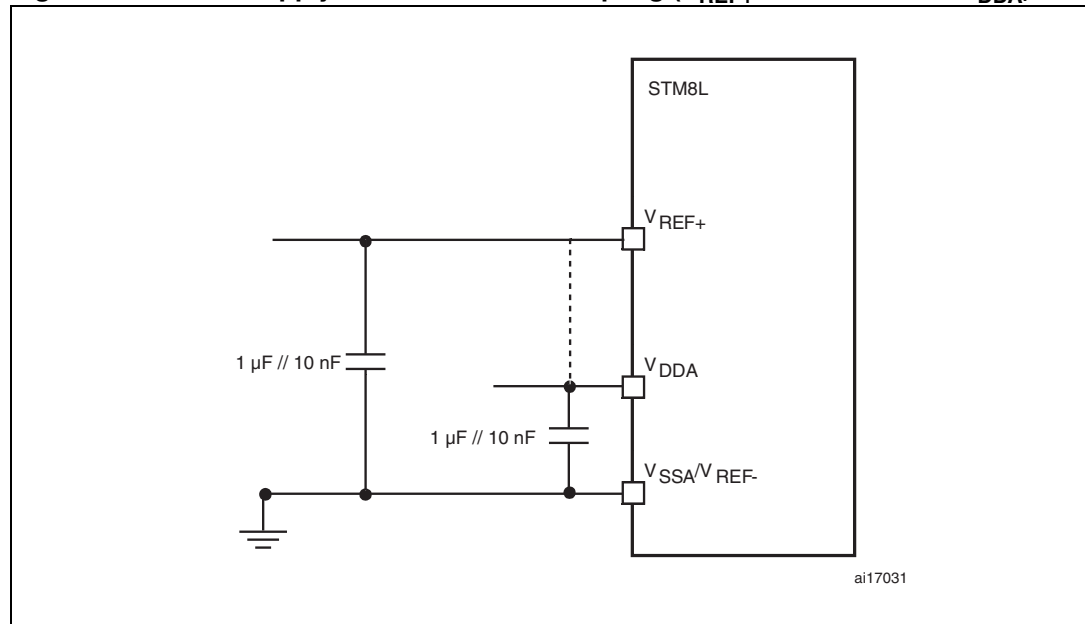 STM8L
VREF+
1 µF // 10 nF
VDDA
1 µF // 10 nF
VSSA/VREF-
ai17031